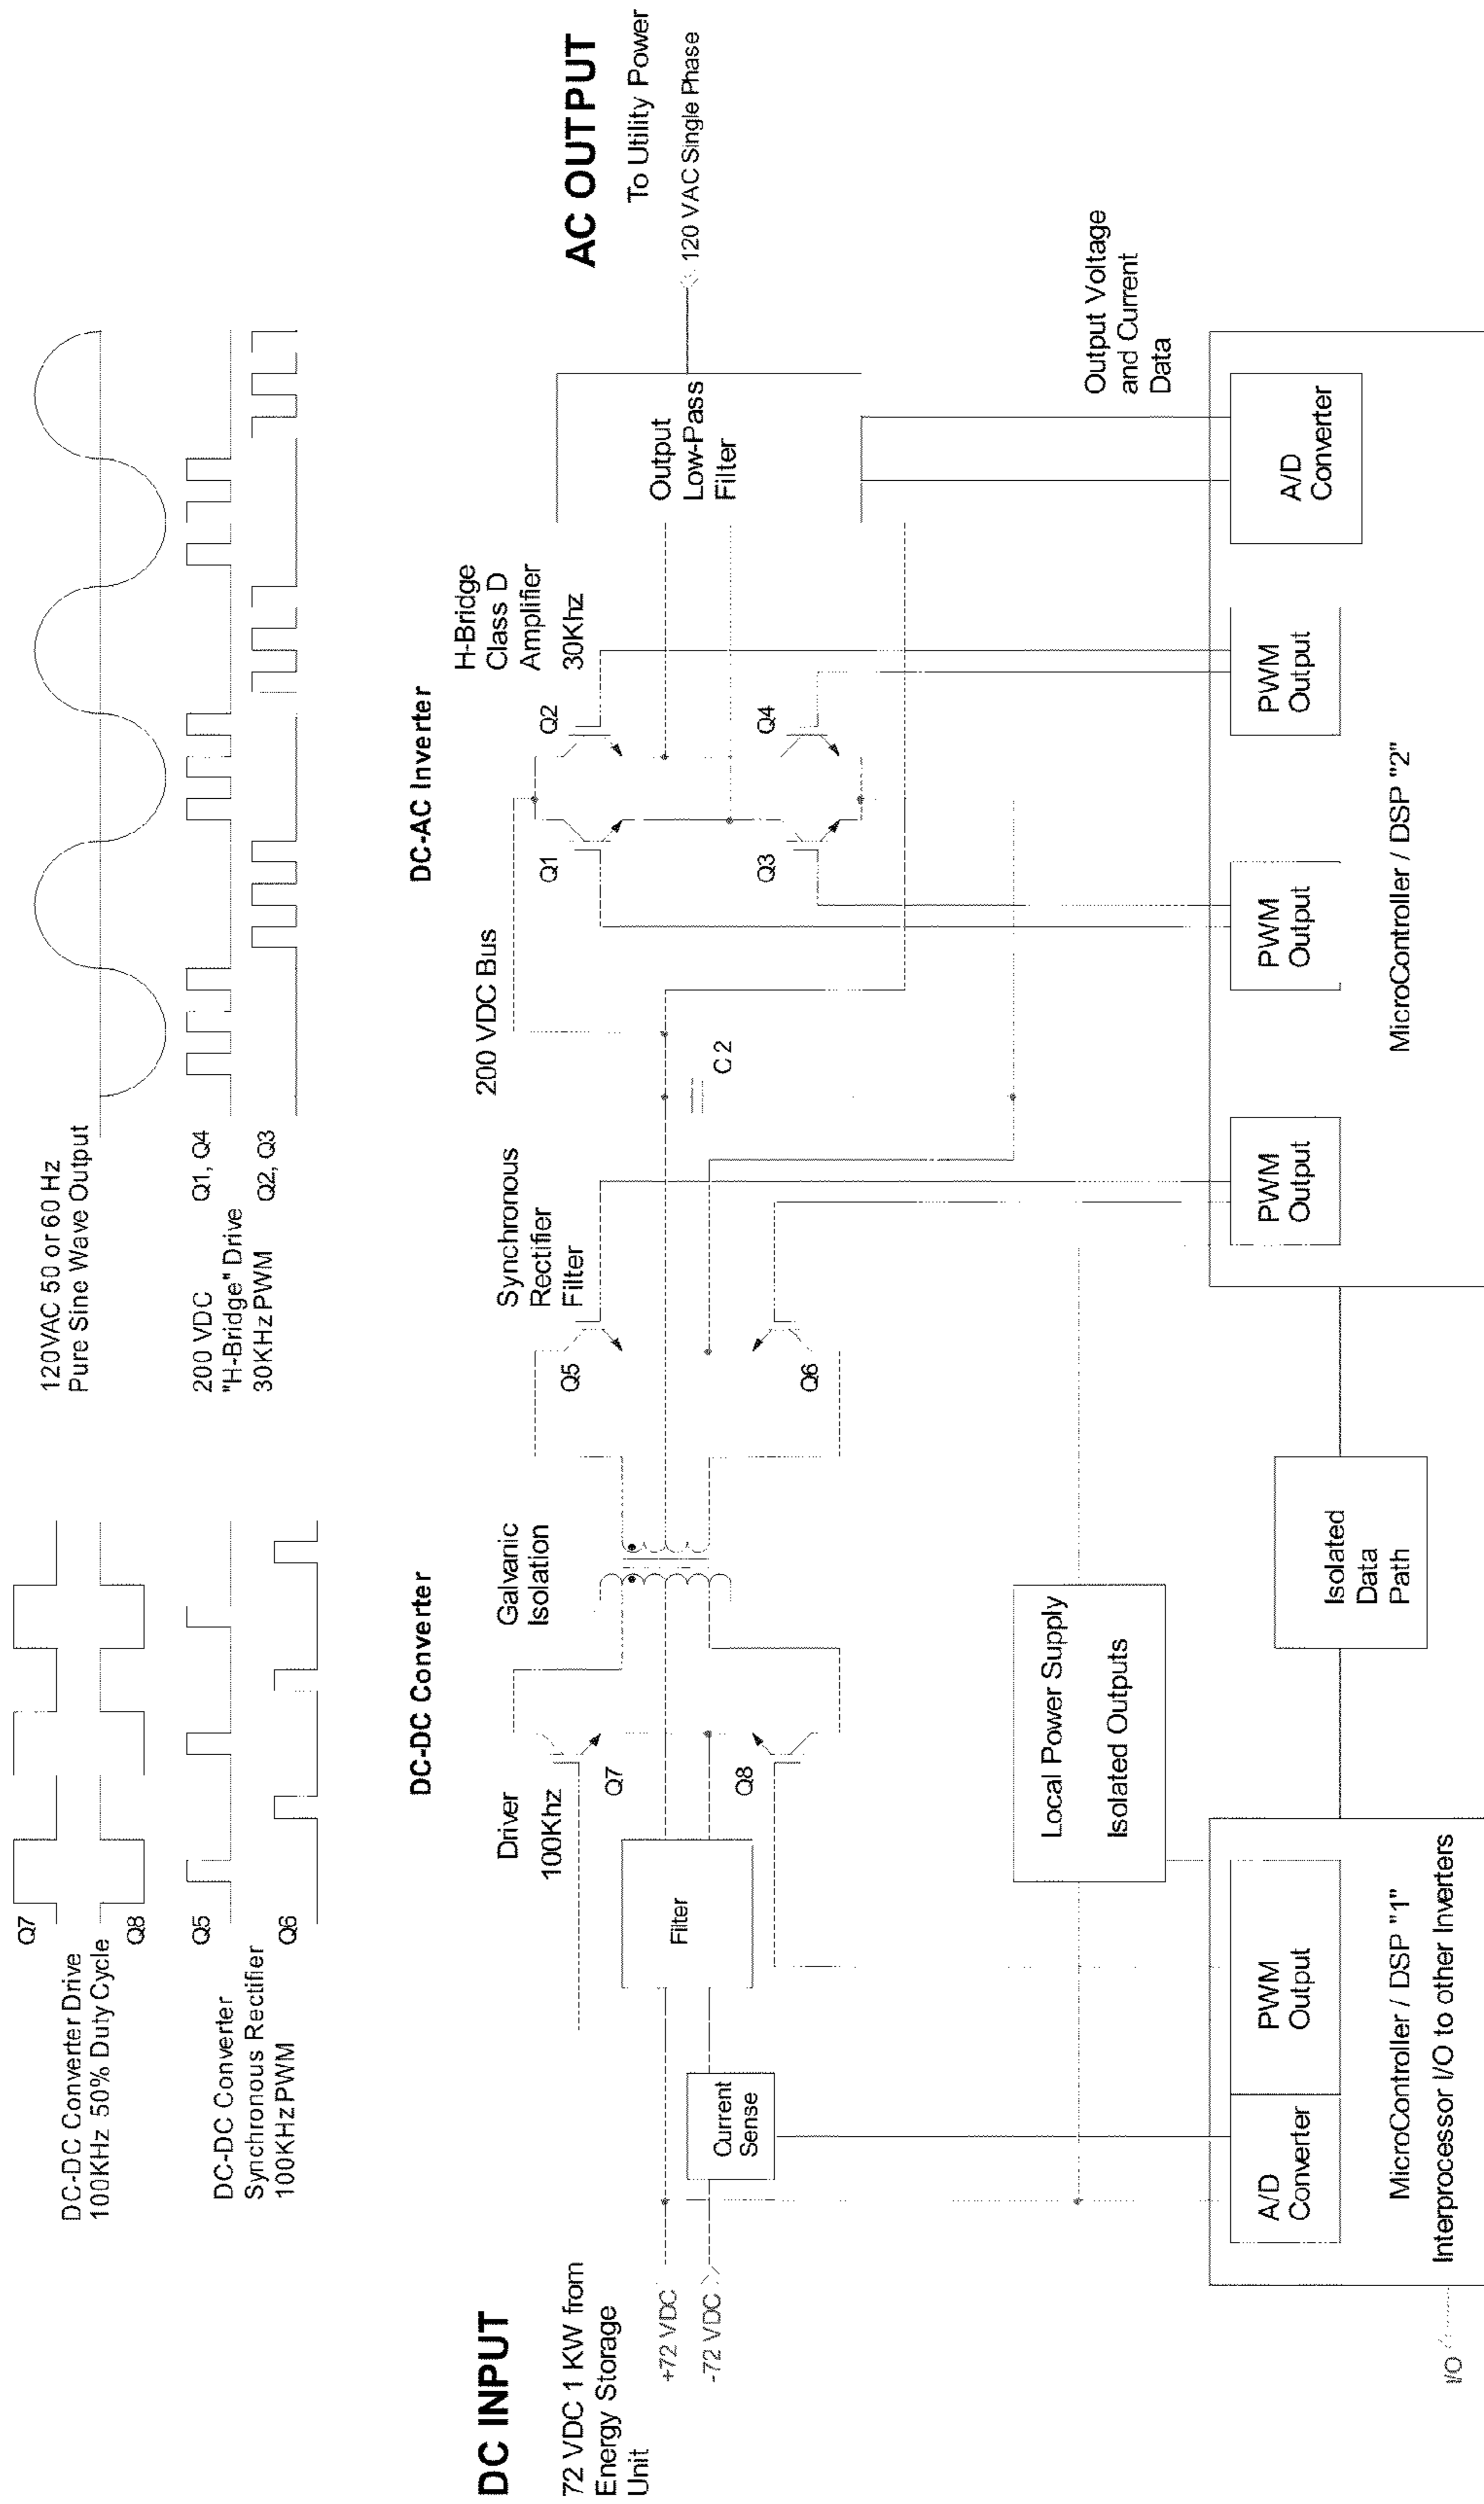 DC-DC Converter Drive
100KHz 50% Duty Cycle
Q7
Q8
DC-DC Converter
Synchronous Rectifier
100KHz PWM
Q5
Q6
120VAC 50 or 60 Hz
Pure Sine Wave Output
200 VDC
"H-Bridge" Drive
30KHz PWM
Q1, Q4
Q2, Q3
DC-DC Converter
DC-AC Inverter
DC INPUT
72 VDC 1 KW from
Energy Storage
Unit
+72 VDC
-72 VDC
Current
Sense
Filter
Driver
100Khz
Q7
Q8
Galvanic
Isolation
Synchronous
Rectifier
Filter
Q5
Q6
200 VDC Bus
C 2
Q1
Q2
Q3
Q4
H-Bridge
Class D
Amplifier
30Khz
Output
Low-Pass
Filter
AC OUTPUT
To Utility Power
120 VAC Single Phase
Output Voltage
and Current
Data
Local Power Supply
Isolated Outputs
A/D
Converter
PWM
Output
MicroController / DSP "1"
Interprocessor I/O to other Inverters
I/O
Isolated
Data
Path
PWM
Output
PWM
Output
PWM
Output
A/D
Converter
MicroController / DSP "2"